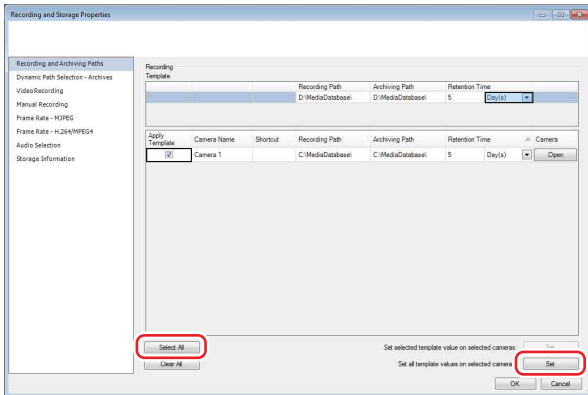 Recording and Storage Properties
Recording and Archiving Paths
Dynamic Path Selection - Archives
Video Recording
Manual Recording
Frame Rate - MJPEG
Frame Rate - H.264/MPEG4
Audio Selection
Storage Information
Recording
Template
Recording Path Archiving Path Retention Time
D:\MediaDatabase\ D:\MediaDatabase\ 5 Day(s)
Apply Template Camera Name Shortcut Recording Path Archiving Path Retention Time Camera
Camera 1 C:\MediaDatabase\ C:\MediaDatabase\ 5 Day(s) Open
Select All Set selected template value on selected cameras: Set
Clear All Set all template values on selected camera Set
OK Cancel